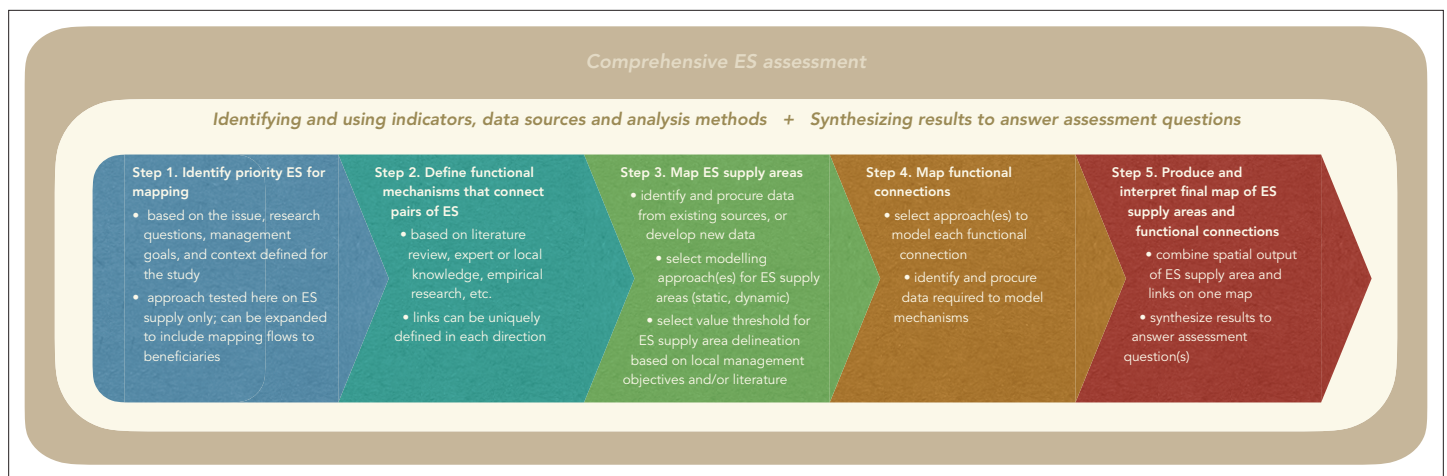 Comprehensive ES assessment
Identifying and using indicators, data sources and analysis methods + Synthesizing results to answer assessment questions
Step 1. Identify priority ES for
mapping
• based on the issue, research
questions, management
goals, and context defined for
the study
• approach tested here on ES
supply only; can be expanded
to include mapping flows to
beneficiaries
Step 2. Define functional
mechanisms that connect
pairs of ES
• based on literature
review, expert or local
knowledge, empirical
research, etc.
• links can be uniquely
defined in each direction
Step 3. Map ES supply areas
• identify and procure data
from existing sources, or
develop new data
• select modelling
approach(es) for ES supply
areas (static, dynamic)
• select value threshold for
ES supply area delineation
based on local management
objectives and/or literature
Step 4. Map functional
connections
• select approach(es) to
model each functional
connection
• identify and procure
data required to model
mechanisms
Step 5. Produce and
interpret final map of ES
supply areas and
functional connections
• combine spatial output
of ES supply area and
links on one map
• synthesize results to
answer assessment
question(s)